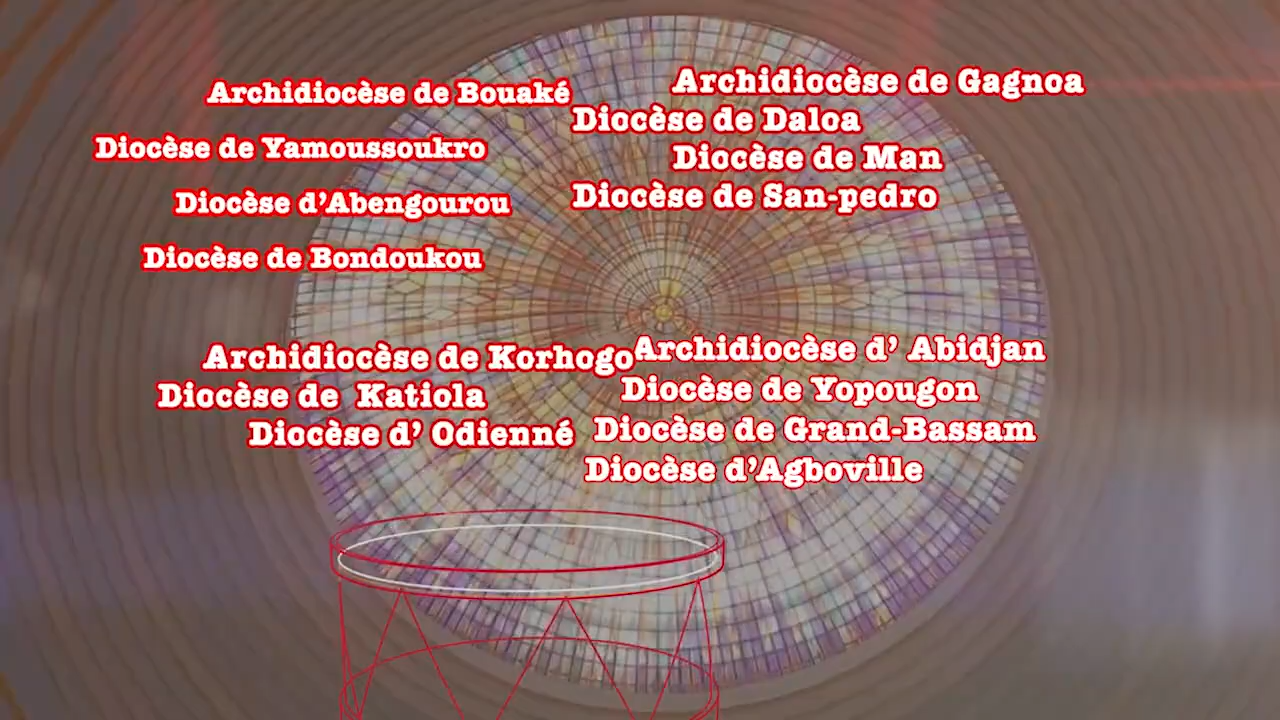 Archidiocèse de Bouaké
Diocèse de Yamoussoukro
Diocèse d'Abengourou
Diocèse de Bondoukou
Archidiocèse de Gagnoa
Diocèse de Daloa
Diocèse de Man
Diocèse de San-pedro
Archidiocèse de Korhogo
Diocèse de Katiola
Diocèse d' Odienné
Archidiocèse d' Abidjan
Diocèse de Yopougon
Diocèse de Grand-Bassam
Diocèse d'Agboville